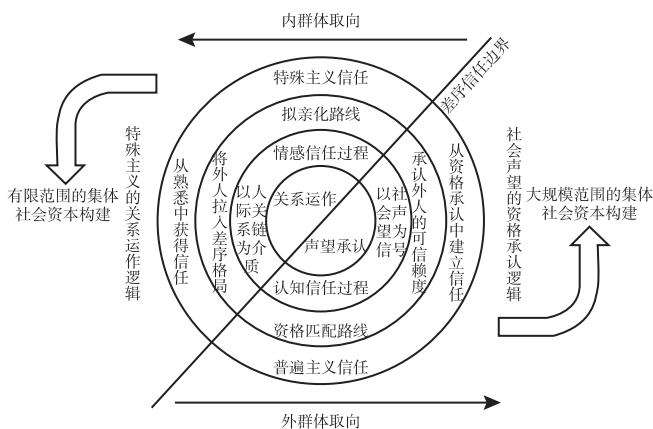 内群体取向
差序信任边界
特殊主义信任
拟亲化路线
情感信任过程
关系运作
声望承认
认知信任过程
资格匹配路线
普遍主义信任
外群体取向
有限范围的集体
社会资本构建
特殊主义的关系运作逻辑
从熟悉中获得信任
将外人拉入差序格局
以人
际关
系链
为介
质
以社
会声
望为
信号
承认外人的可信赖度
从资格承认中建立信任
社会声望的资格承认逻辑
大规模范围的集体
社会资本构建